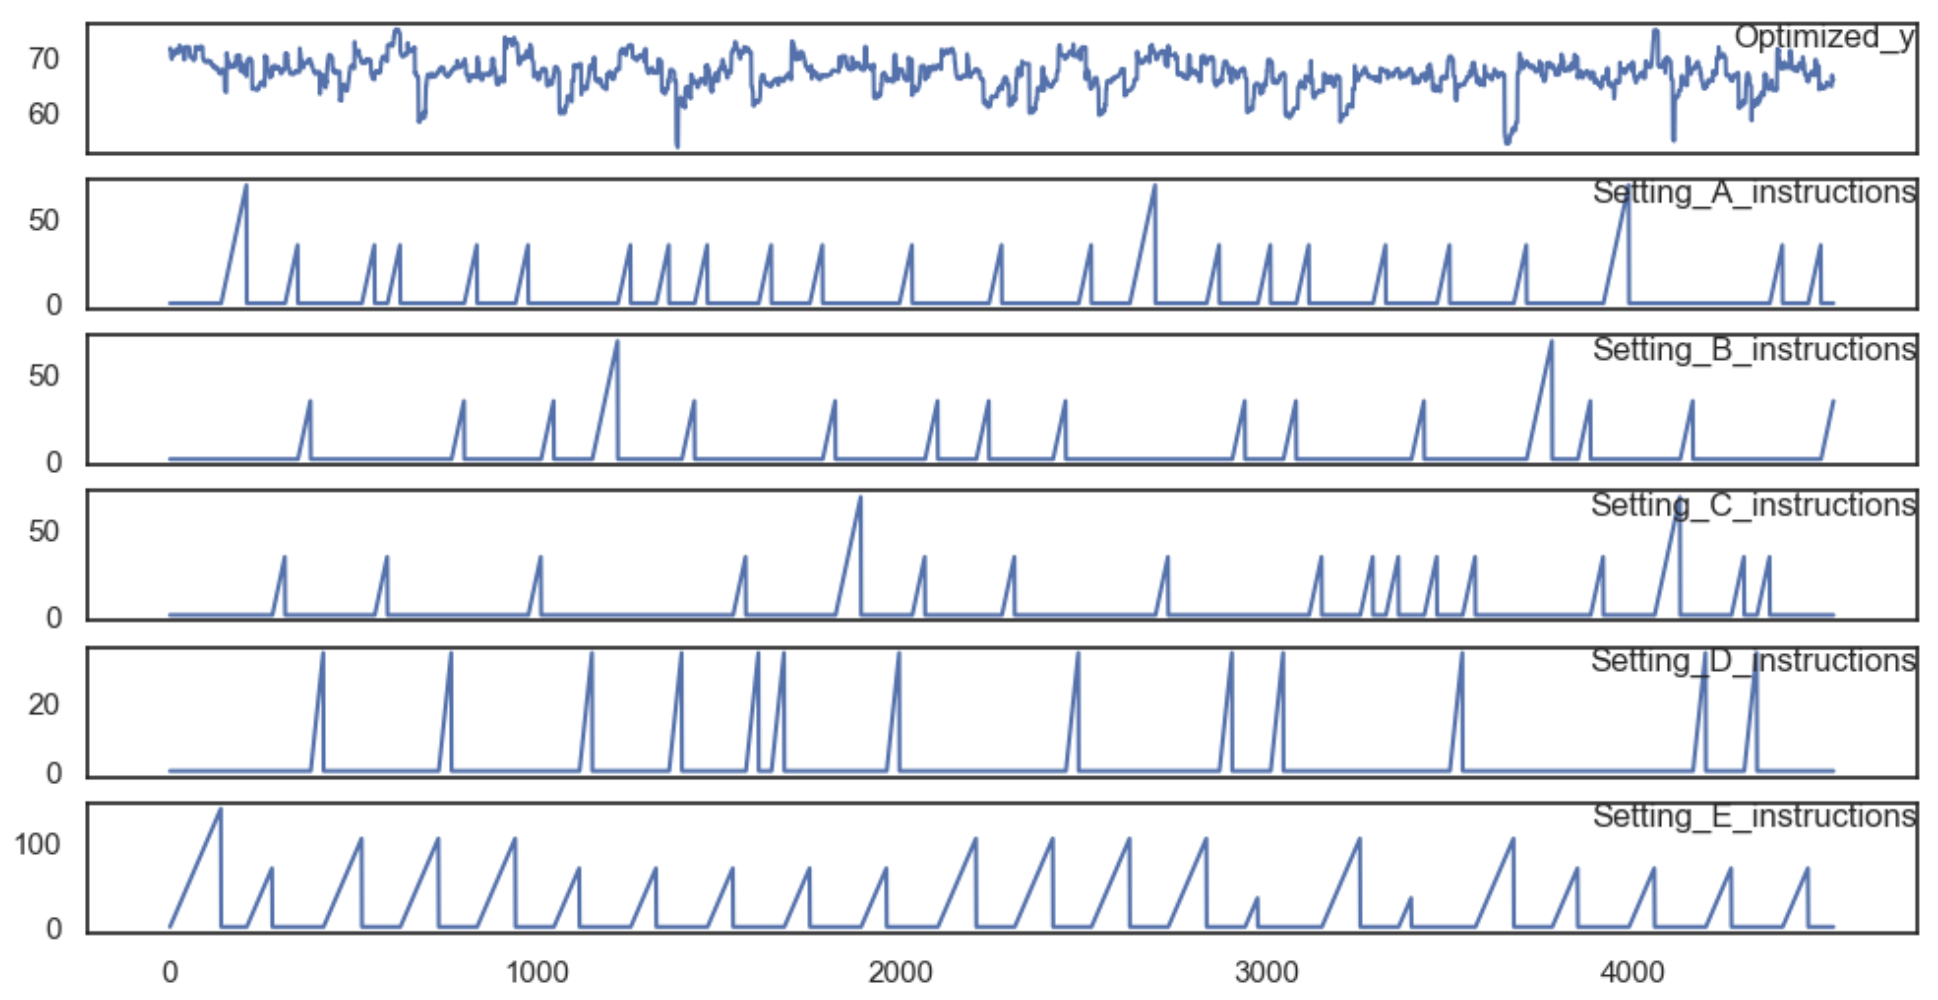 Optimized_y
70
60
Setting_A_instructions
50
0
Setting_B_instructions
50
0
Setting_C_instructions
50
0
Setting_D_instructions
20
0
Setting_E_instructions
100
0
0 1000 2000 3000 4000